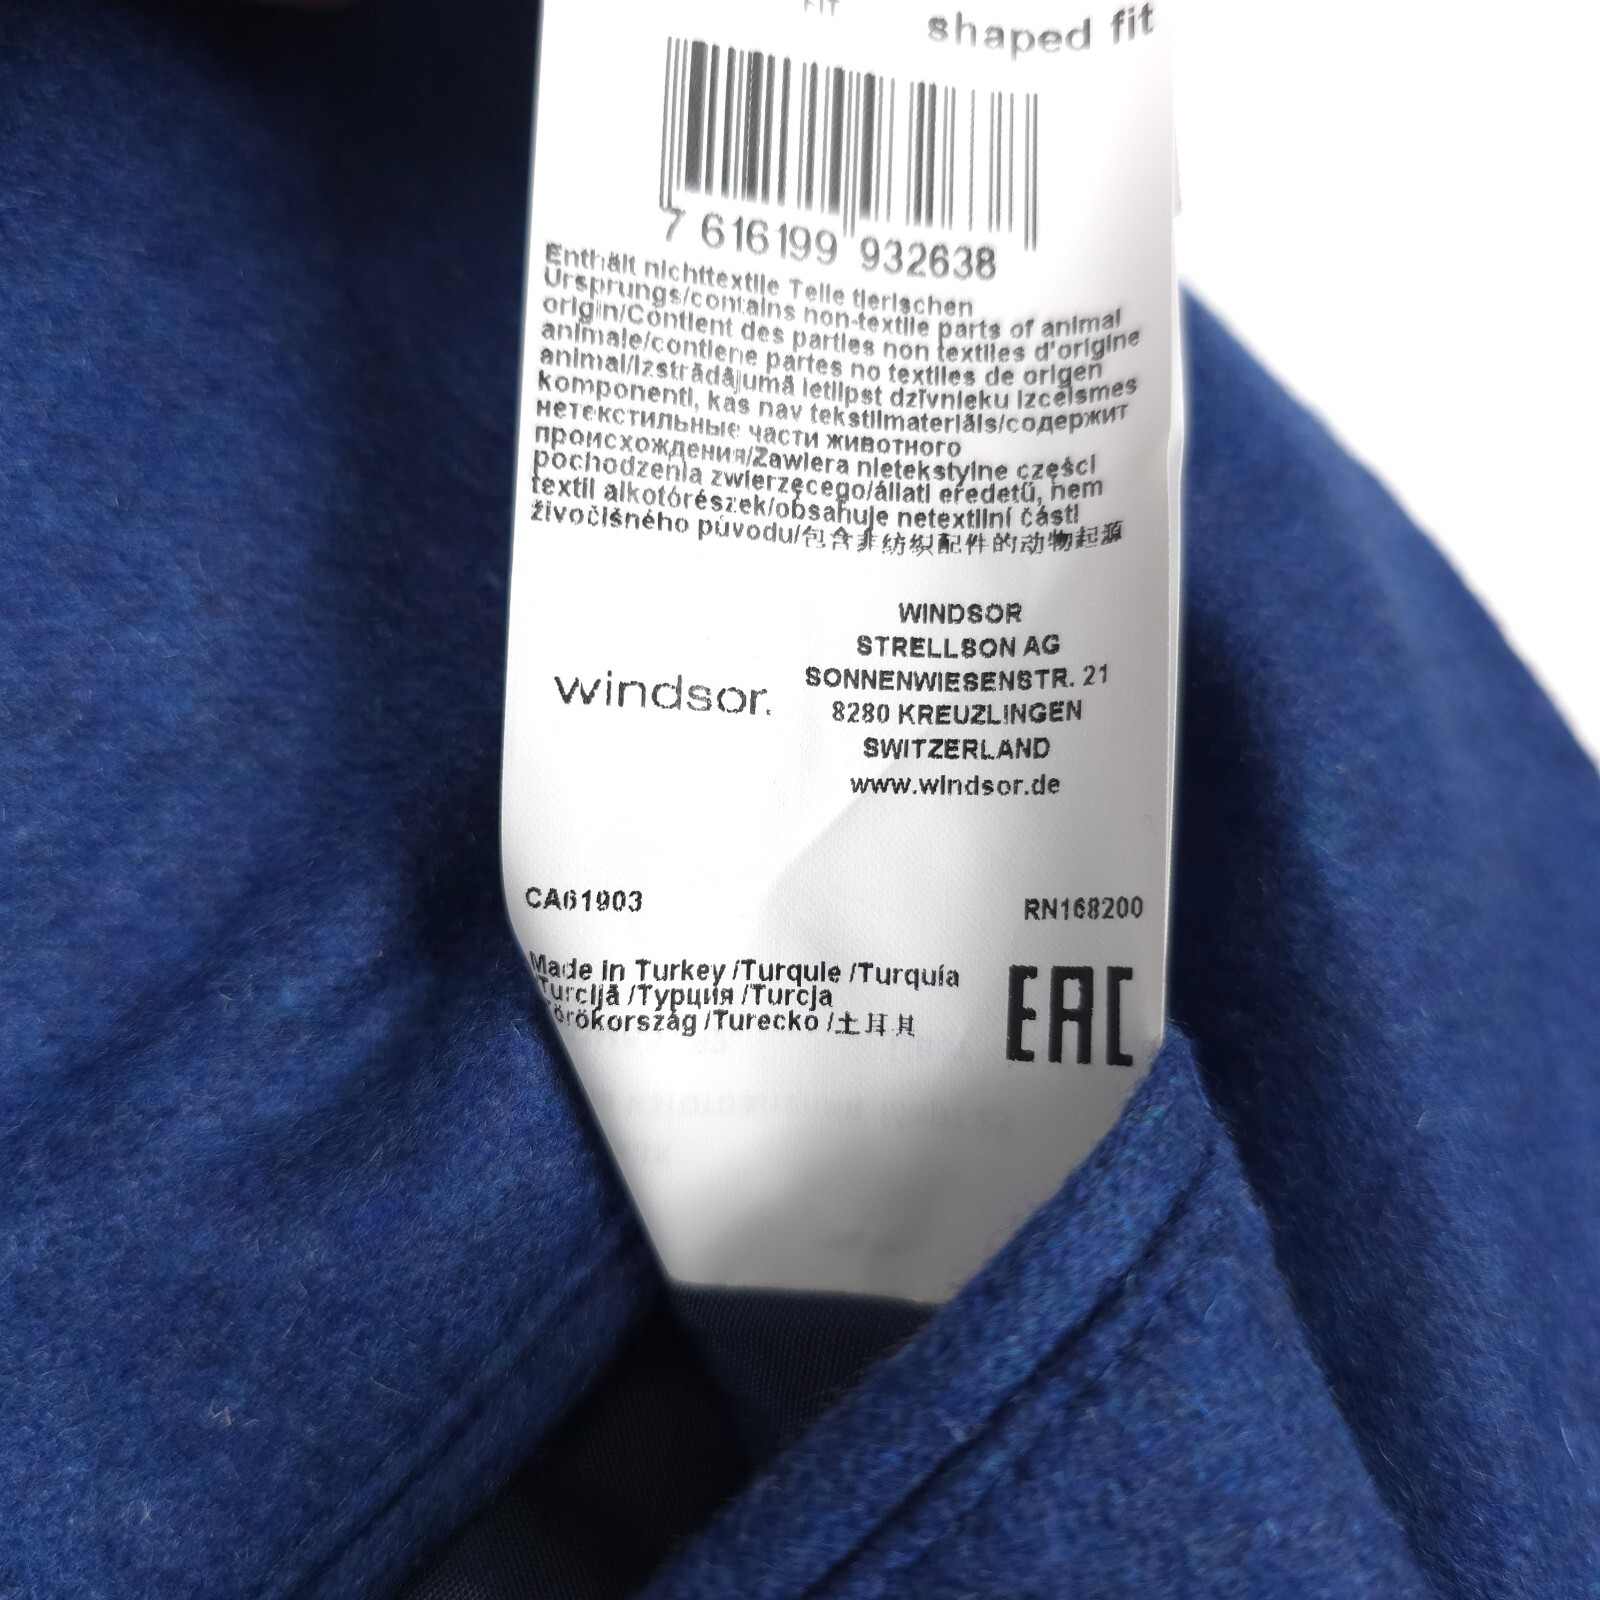 FIT
shaped fit
7 616199 932638
Enthält nichttextile Teile tierischen
Ursprungs/contains non-textile parts of animal
origin/Contient des parties non textiles d'origine
animale/contiene partes no textiles de origen
animal/Izstrādājumā ietilpst dzīvnieku izcelsmes
komponenti, kas nav tekstilmateriāls/содержит
нетекстильные части животного
происхождения/Zawiera nietekstylne części
pochodzenia zwierzęcego/állati eredetű, nem
textil alkotórészek/obsahuje netextilní části
živočišného původu/包含非纺织配件的动物起源
windsor.
WINDSOR
STRELLSON AG
SONNENWIESENSTR. 21
8280 KREUZLINGEN
SWITZERLAND
www.windsor.de
CA61903
RN168200
Made in Turkey /Turquie /Turquía
Turcijā /Турция /Turcja
örökország /Turecko /土耳其
EAC